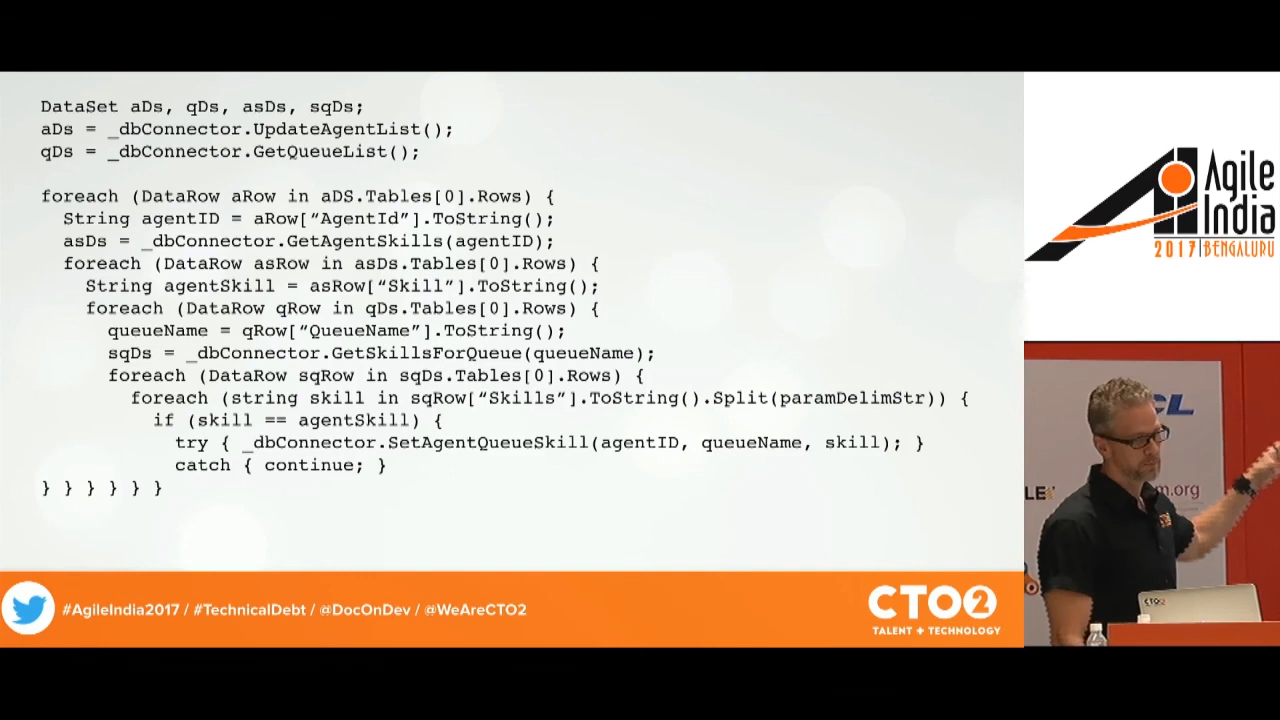 DataSet aDs, qDs, asDs, sqDs;
aDs = _dbConnector.UpdateAgentList();
qDs = _dbConnector.GetQueueList();
foreach (DataRow aRow in aDS.Tables[0].Rows) {
String agentID = aRow[“AgentId”].ToString();
asDs = _dbConnector.GetAgentSkills(agentID);
foreach (DataRow asRow in asDs.Tables[0].Rows) {
String agentSkill = asRow[“Skill”].ToString();
foreach (DataRow qRow in qDs.Tables[0].Rows) {
queueName = qRow[“QueueName”].ToString();
sqDs = _dbConnector.GetSkillsForQueue(queueName);
foreach (DataRow sqRow in sqDs.Tables[0].Rows) {
foreach (string skill in sqRow[“Skills”].ToString().Split(paramDelimStr)) {
if (skill == agentSkill) {
try { _dbConnector.SetAgentQueueSkill(agentID, queueName, skill); }
catch { continue; }
} } } } } }
#AgileIndia2017 / #TechnicalDebt / @DocOnDev / @WeAreCTO2
CTO2
TALENT + TECHNOLOGY
Agile
India
2017 | BENGALURU
CL
LE
m.org
CTO2